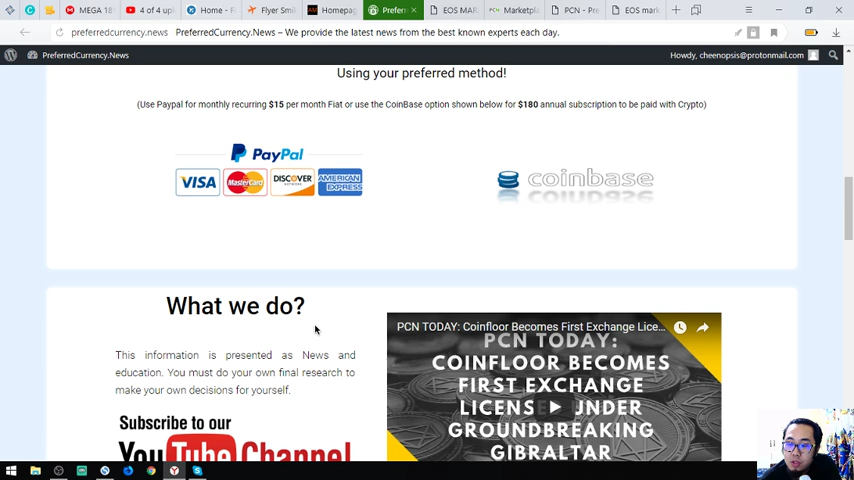 MEGA 18
4 of 4 upl
Home - F
Flyer Smil
Homepag
Preferr
EOS MAR
Marketpl
PCN - Pre
EOS mark
preferredcurrency.news PreferredCurrency.News – We provide the latest news from the best known experts each day.
PreferredCurrency.News
Howdy, cheenopsis@protonmail.com
Using your preferred method!
(Use Paypal for monthly recurring $15 per month Fiat or use the CoinBase option shown below for $180 annual subscription to be paid with Crypto)
PayPal
VISA MasterCard DISCOVER AMERICAN EXPRESS
coinbase
What we do?
This information is presented as News and
education. You must do your own final research to
make your own decisions for yourself.
Subscribe to our
YouTube Channel
PCN TODAY: Coinfloor Becomes First Exchange Lice...
PCN TODAY:
COINFLOOR BECOMES
FIRST EXCHANGE
LICENS UNDER
GROUNDBREAKING
GIBRALTAR